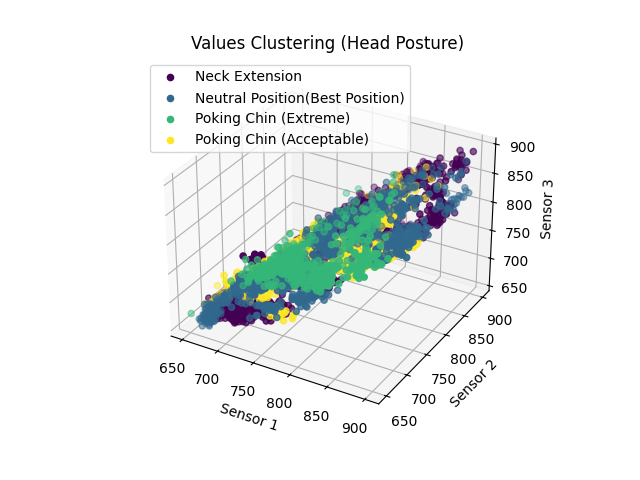 Values Clustering (Head Posture)
Neck Extension
Neutral Position(Best Position)
Poking Chin (Extreme)
Poking Chin (Acceptable)
900
850
800
750
700
650
Sensor 3
650
700
750
800
850
900
Sensor 1
650
700
750
800
850
900
Sensor 2